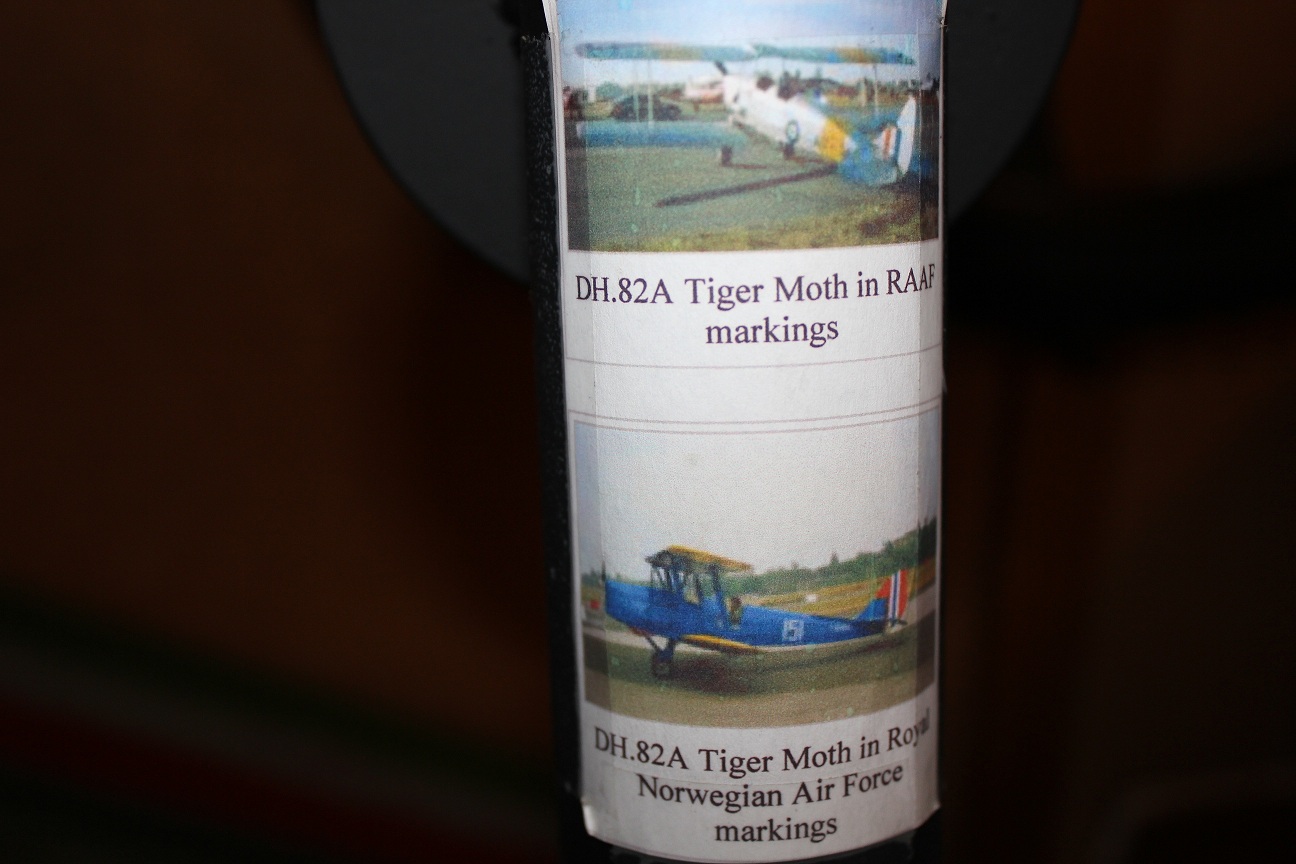 DH.82A Tiger Moth in RAAF
markings
DH.82A Tiger Moth in Royal
Norwegian Air Force
markings